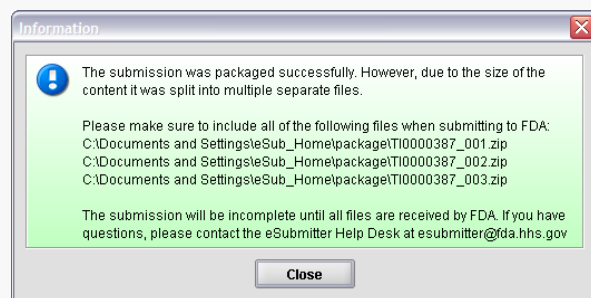 Information
The submission was packaged successfully. However, due to the size of the
content it was split into multiple separate files.
Please make sure to include all of the following files when submitting to FDA:
C:\Documents and Settings\eSub_Home\package\TI0000387_001.zip
C:\Documents and Settings\eSub_Home\package\TI0000387_002.zip
C:\Documents and Settings\eSub_Home\package\TI0000387_003.zip
The submission will be incomplete until all files are received by FDA. If you have
questions, please contact the eSubmitter Help Desk at esubmitter@fda.hhs.gov
Close